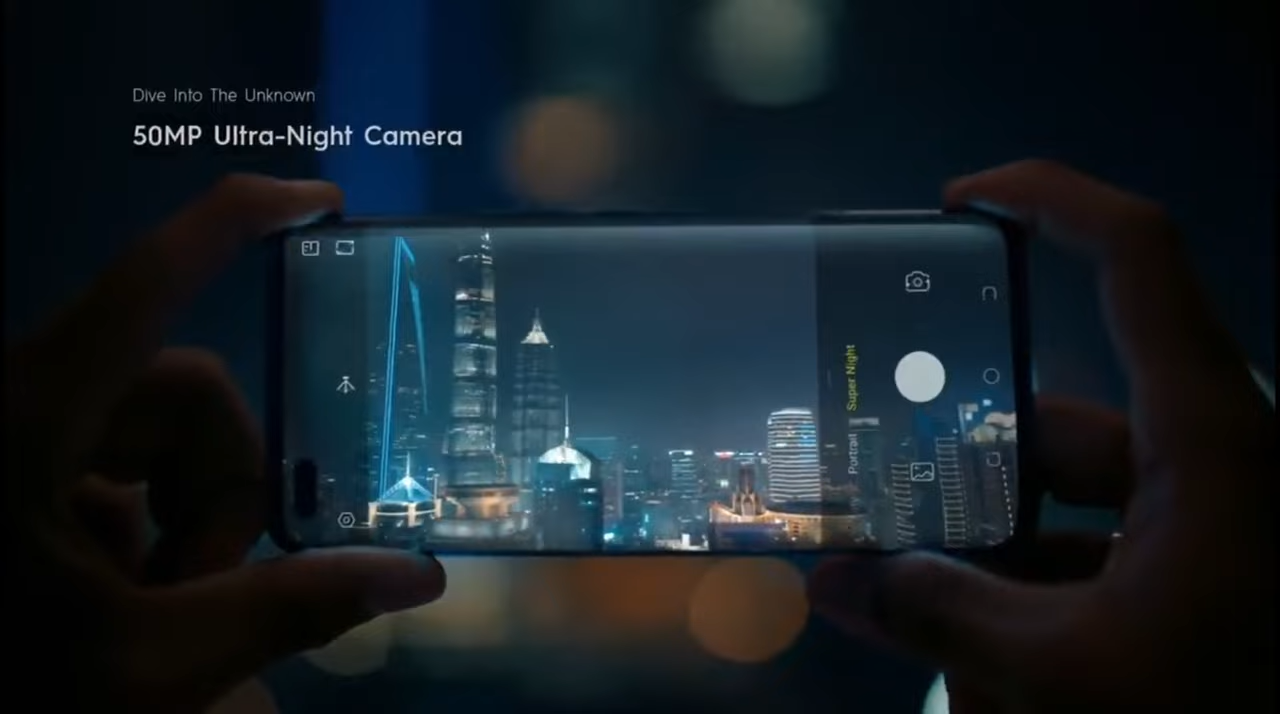 Dive Into The Unknown
50MP Ultra-Night Camera
Super Night
Portrait